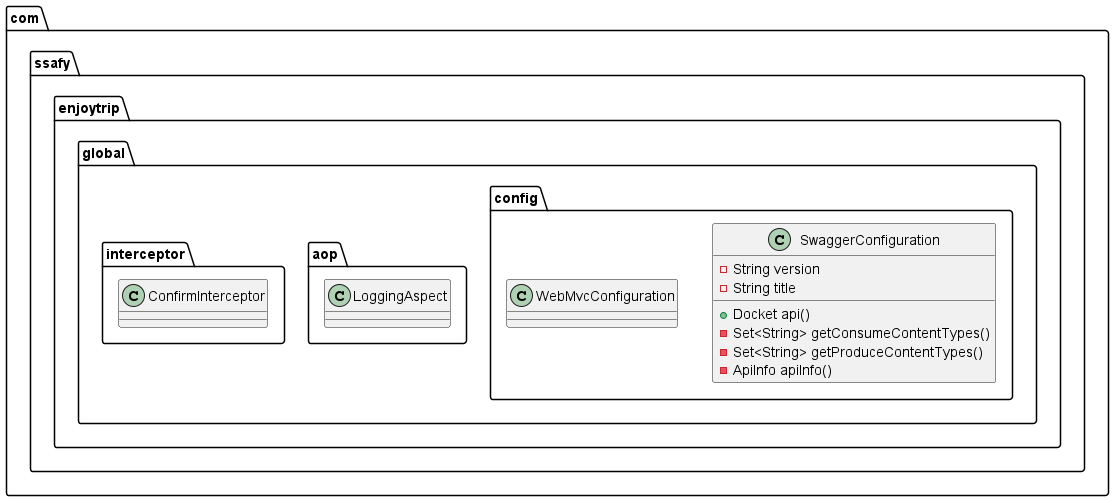 com
ssafy
enjoytrip
global
config
interceptor
aop
C SwaggerConfiguration
String version
String title
Docket api()
Set<String> getConsumeContentTypes()
Set<String> getProduceContentTypes()
ApiInfo apiInfo()
C ConfirmInterceptor
C LoggingAspect
C WebMvcConfiguration